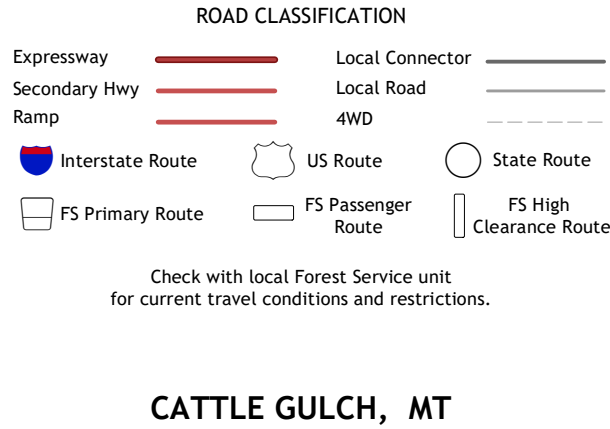 ROAD CLASSIFICATION
Expressway
Secondary Hwy
Ramp
Local Connector
Local Road
4WD
Interstate Route
US Route
State Route
FS Primary Route
FS Passenger
Route
FS High
Clearance Route
Check with local Forest Service unit
for current travel conditions and restrictions.
CATTLE GULCH, MT